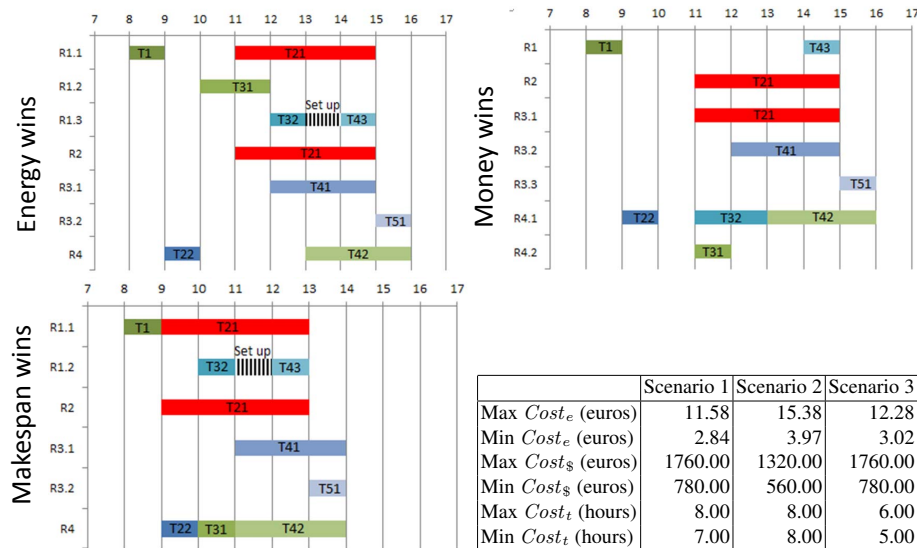 7 8 9 10 11 12 13 14 15 16 17
Energy wins
R1.1 T1 T21
R1.2 T31
Set up
R1.3 T32 T43
R2 T21
R3.1 T41
R3.2 T51
R4 T22 T42
7 8 9 10 11 12 13 14 15 16 17
Money wins
R1 T1 T43
R2 T21
R3.1 T21
R3.2 T41
R3.3 T51
R4.1 T22 T32 T42
R4.2 T31
7 8 9 10 11 12 13 14 15 16 17
Makespan wins
R1.1 T1 T21
Set up
R1.2 T32 T43
R2 T21
R3.1 T41
R3.2 T51
R4 T22 T31 T42
Scenario 1 Scenario 2 Scenario 3
Max Cost_e (euros) 11.58 15.38 12.28
Min Cost_e (euros) 2.84 3.97 3.02
Max Cost_$ (euros) 1760.00 1320.00 1760.00
Min Cost_$ (euros) 780.00 560.00 780.00
Max Cost_t (hours) 8.00 8.00 6.00
Min Cost_t (hours) 7.00 8.00 5.00